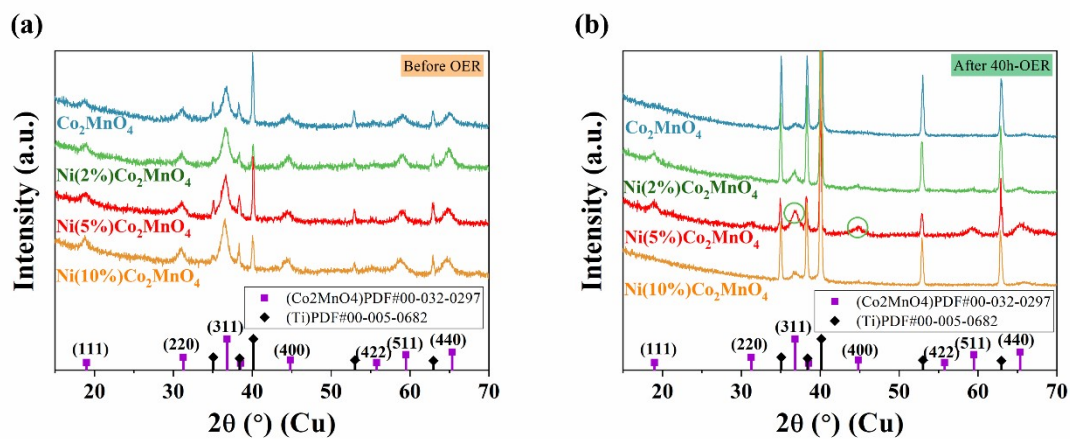 (a)
Before OER
Co₂MnO₄
Ni(2%)Co₂MnO₄
Ni(5%)Co₂MnO₄
Ni(10%)Co₂MnO₄
(Co2MnO4)PDF#00-032-0297
(Ti)PDF#00-005-0682
(111)
(220)
(311)
(400)
(422)
(511)
(440)
20 30 40 50 60 70
2θ (°) (Cu)
Intensity (a.u.)
(b)
After 40h-OER
Co₂MnO₄
Ni(2%)Co₂MnO₄
Ni(5%)Co₂MnO₄
Ni(10%)Co₂MnO₄
(Co2MnO4)PDF#00-032-0297
(Ti)PDF#00-005-0682
(111)
(220)
(311)
(400)
(422)
(511)
(440)
20 30 40 50 60 70
2θ (°) (Cu)
Intensity (a.u.)